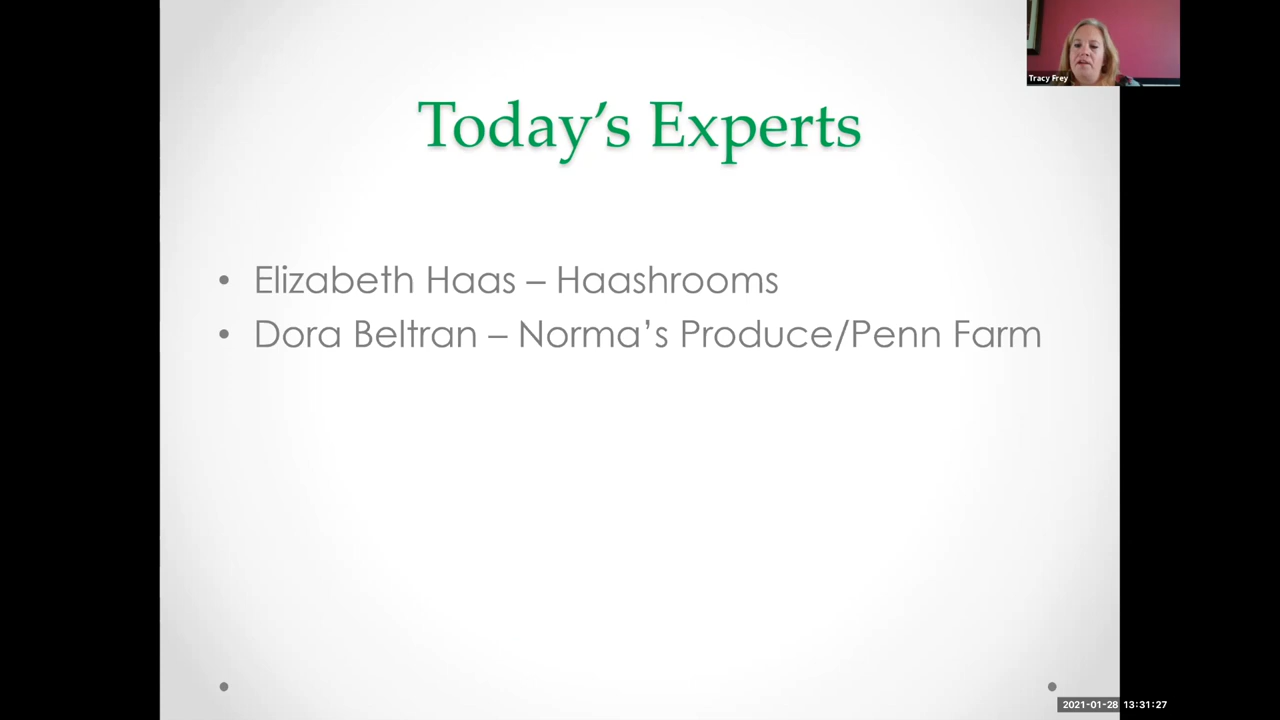 Tracy Frey
Today’s Experts
• Elizabeth Haas – Haashrooms
• Dora Beltran – Norma’s Produce/Penn Farm
2021-01-28 13:31:27